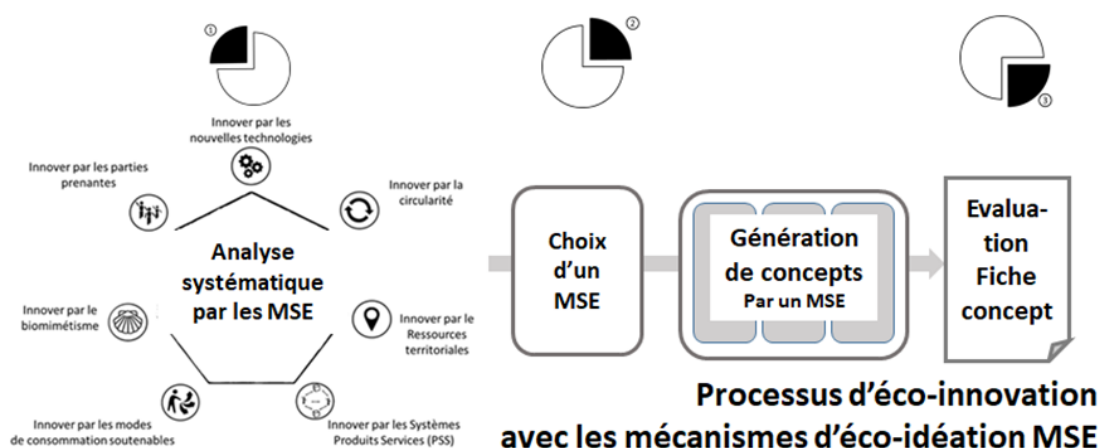 ①
②
③
Innover par les
nouvelles technologies
Innover par les parties
prenantes
Innover par la
circularité
Analyse
systématique
par les MSE
Innover par le
biomimétisme
Innover par le
Ressources
territoriales
Innover par les modes
de consommation soutenables
Innover par les Systèmes
Produits Services (PSS)
Choix
d'un
MSE
Génération
de concepts
Par un MSE
Evalua-
tion
Fiche
concept
Processus d'éco-innovation
avec les mécanismes d'éco-idéation MSE